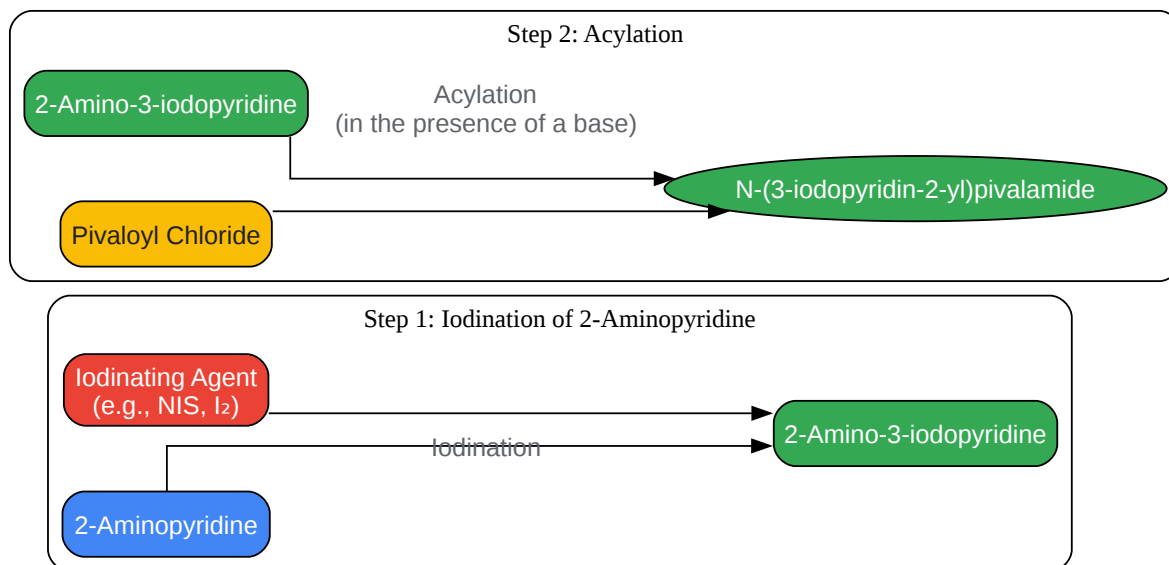 Step 2: Acylation
2-Amino-3-iodopyridine
Acylation
(in the presence of a base)
N-(3-iodopyridin-2-yl)pivalamide
Pivaloyl Chloride
Step 1: Iodination of 2-Aminopyridine
Iodinating Agent
(e.g., NIS, I₂)
2-Amino-3-iodopyridine
Iodination
2-Aminopyridine